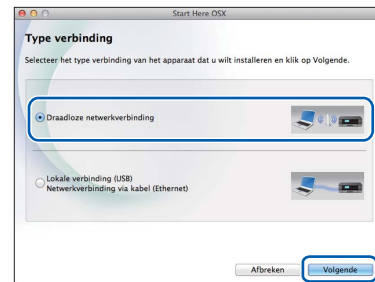 Start Here OSX
Type verbinding
Selecteer het type verbinding van het apparaat dat u wilt installeren en klik op Volgende.
Draadloze netwerkverbinding
Lokale verbinding (USB)
Netwerkverbinding via kabel (Ethernet)
Afbreken
Volgende